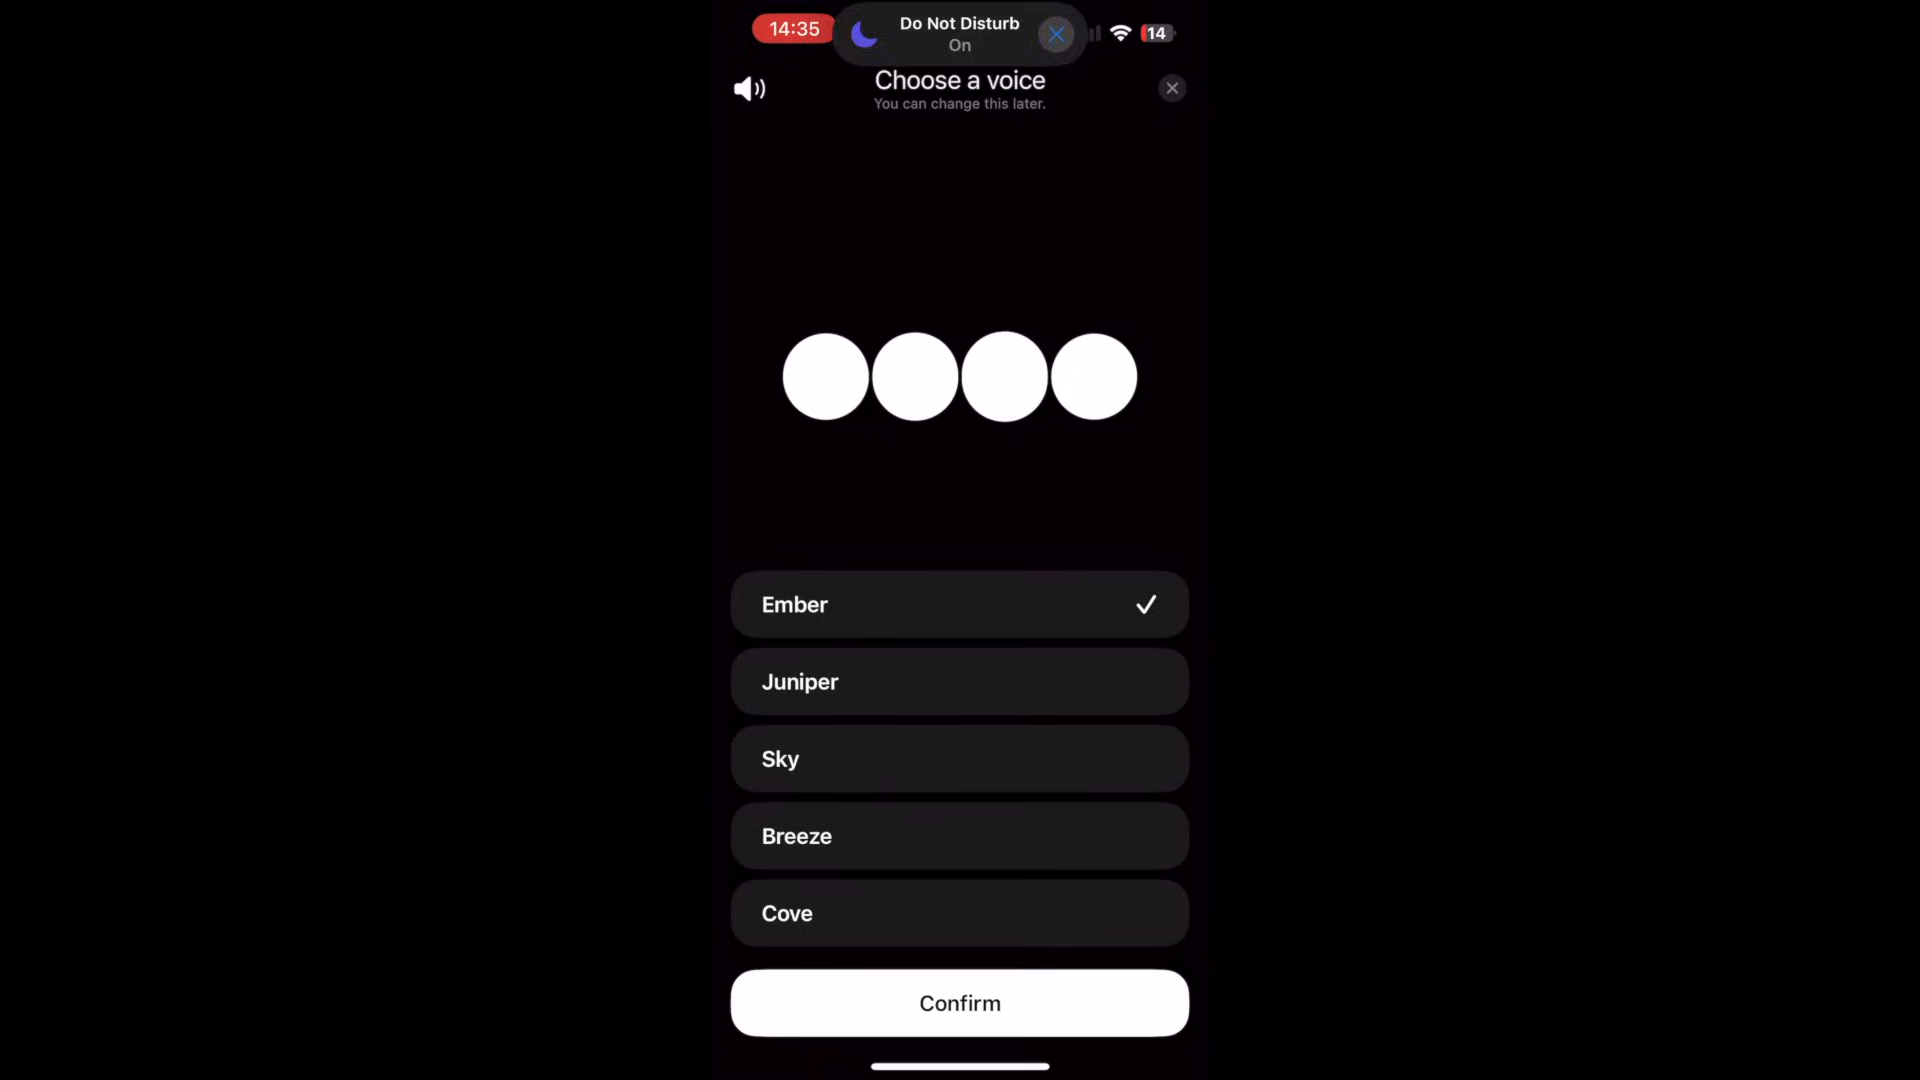 14:35
Do Not Disturb
On
14
Choose a voice
You can change this later.
Ember
Juniper
Sky
Breeze
Cove
Confirm